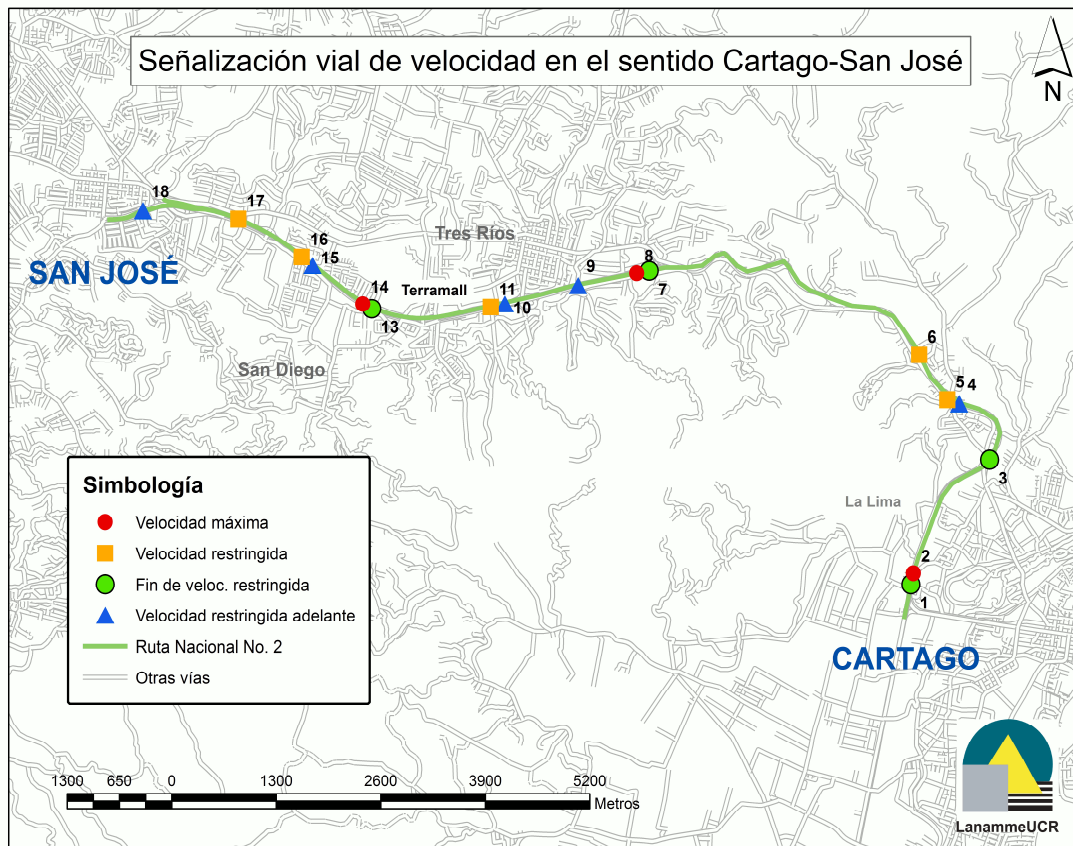 Señalización vial de velocidad en el sentido Cartago-San José
N
18
17
16
15
14
13
Terramall
Tres Ríos
11
10
9
8
7
6
5 4
3
2
1
SAN JOSÉ
San Diego
La Lima
CARTAGO
Simbología
Velocidad máxima
Velocidad restringida
Fin de veloc. restringida
Velocidad restringida adelante
Ruta Nacional No. 2
Otras vías
1300 650 0 1300 2600 3900 5200
Metros
LanammeUCR